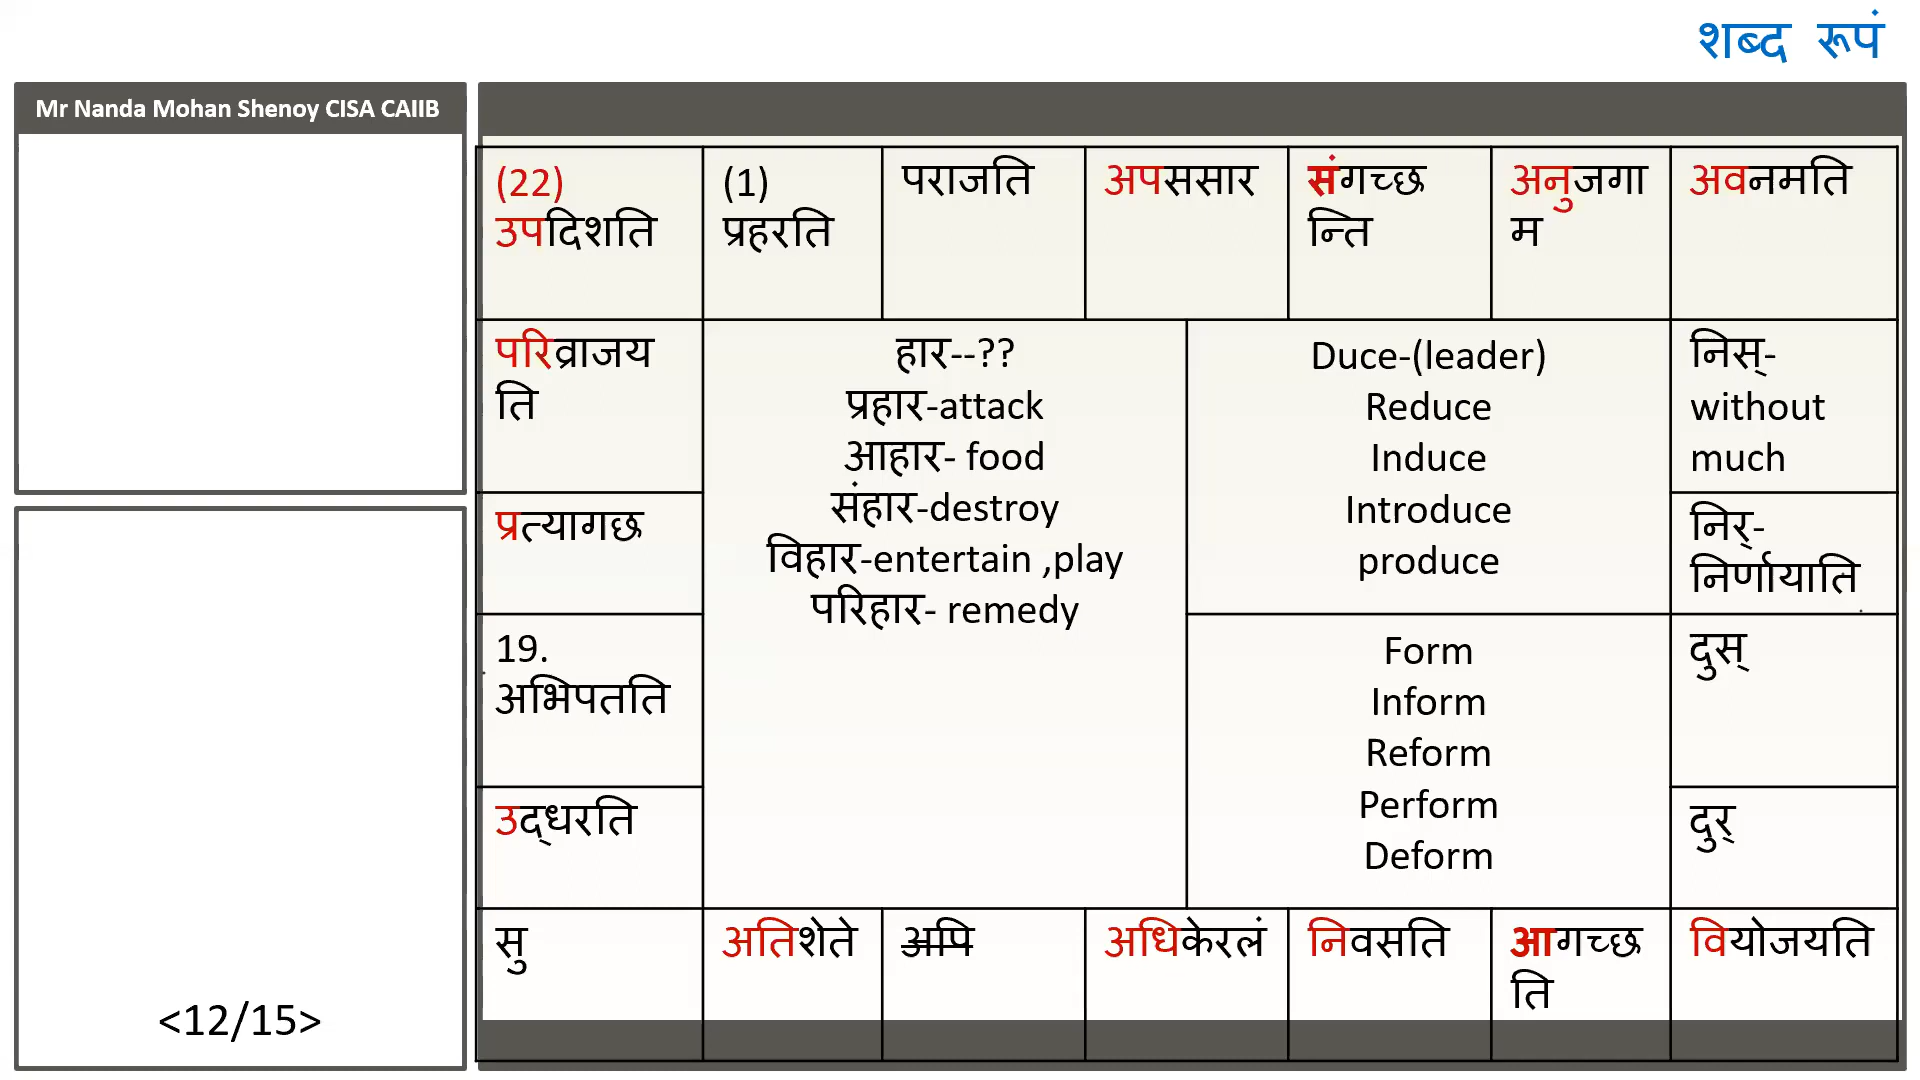 शब्द रूपं
Mr Nanda Mohan Shenoy CISA CAIIB
(22)
उपदिशति
(1)
प्रहरति
पराजति
अपससार
संगच्छ
न्ति
अनुजगा
म
अवनमति
परिव्राजय
ति
हार--??
प्रहार-attack
आहार- food
संहार-destroy
विहार-entertain ,play
परिहार- remedy
Duce-(leader)
Reduce
Induce
Introduce
produce
निस्-
without
much
प्रत्यागछ
निर्-
निर्णायाति
19.
अभिपतति
Form
Inform
Reform
Perform
Deform
दुस्
उद्धरति
दुर्
सु
अतिशेते
अपि
अधिकेरलं
निवसति
आगच्छ
ति
वियोजयति
<12/15>